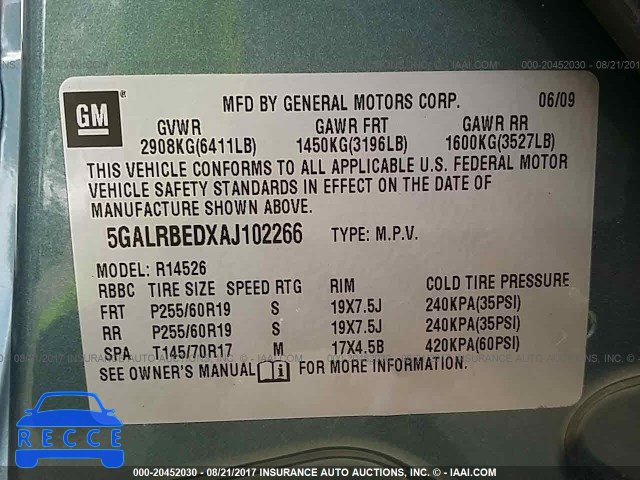 000-20452030 - 08/21/2017
© INSURANCE AUTO AUCTIONS, INC. - IAAI.COM
GM
®
MFD BY GENERAL MOTORS CORP. 06/09
GVWR GAWR FRT GAWR RR
2908KG(6411LB) 1450KG(3196LB) 1600KG(3527LB)
THIS VEHICLE CONFORMS TO ALL APPLICABLE U.S. FEDERAL MOTOR
VEHICLE SAFETY STANDARDS IN EFFECT ON THE DATE OF
MANUFACTURE SHOWN ABOVE.
5GALRBEDXAJ102266 TYPE: M.P.V.
MODEL: R14526
RBBC TIRE SIZE SPEED RTG RIM COLD TIRE PRESSURE
FRT P255/60R19 S 19X7.5J 240KPA(35PSI)
RR P255/60R19 S 19X7.5J 240KPA(35PSI)
SPA T145/70R17 M 17X4.5B 420KPA(60PSI)
SEE OWNER'S MANUAL FOR MORE INFORMATION.
RECCE
000-20452030 - 08/21/2017 INSURANCE AUTO AUCTIONS, INC. - © IAAI.COM